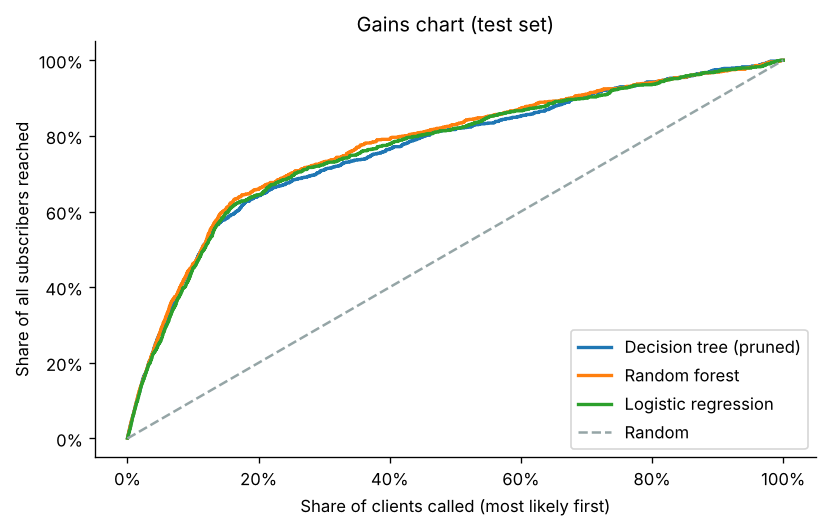 Gains chart (test set)
Share of all subscribers reached
100%
80%
60%
40%
20%
0%
0%
20%
40%
60%
80%
100%
Share of clients called (most likely first)
Decision tree (pruned)
Random forest
Logistic regression
Random